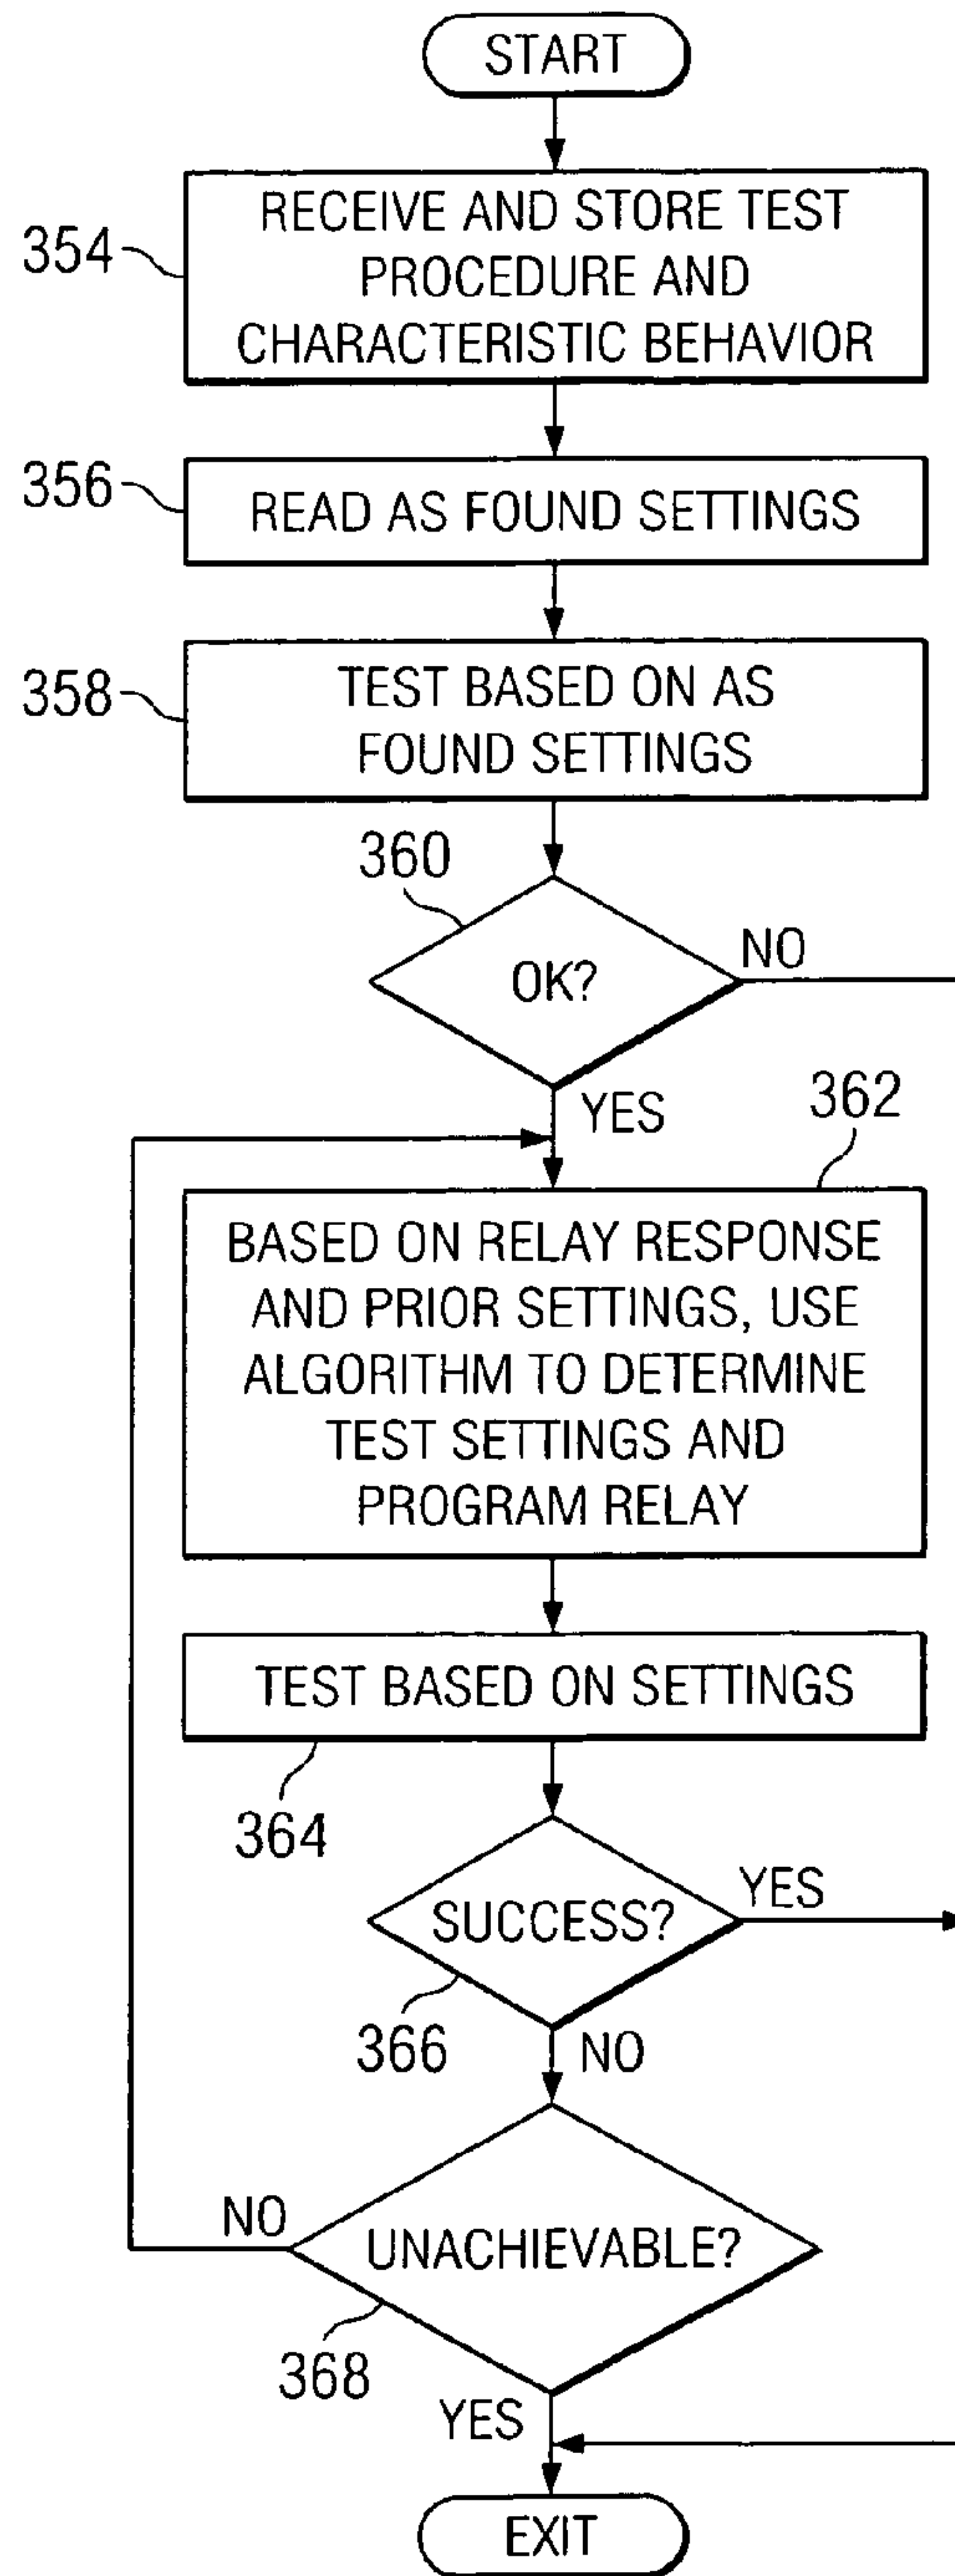 START
354
RECEIVE AND STORE TEST
PROCEDURE AND
CHARACTERISTIC BEHAVIOR
356
READ AS FOUND SETTINGS
358
TEST BASED ON AS
FOUND SETTINGS
360
OK?
NO
YES
362
BASED ON RELAY RESPONSE
AND PRIOR SETTINGS, USE
ALGORITHM TO DETERMINE
TEST SETTINGS AND
PROGRAM RELAY
TEST BASED ON SETTINGS
364
SUCCESS?
YES
366
NO
UNACHIEVABLE?
NO
368
YES
EXIT